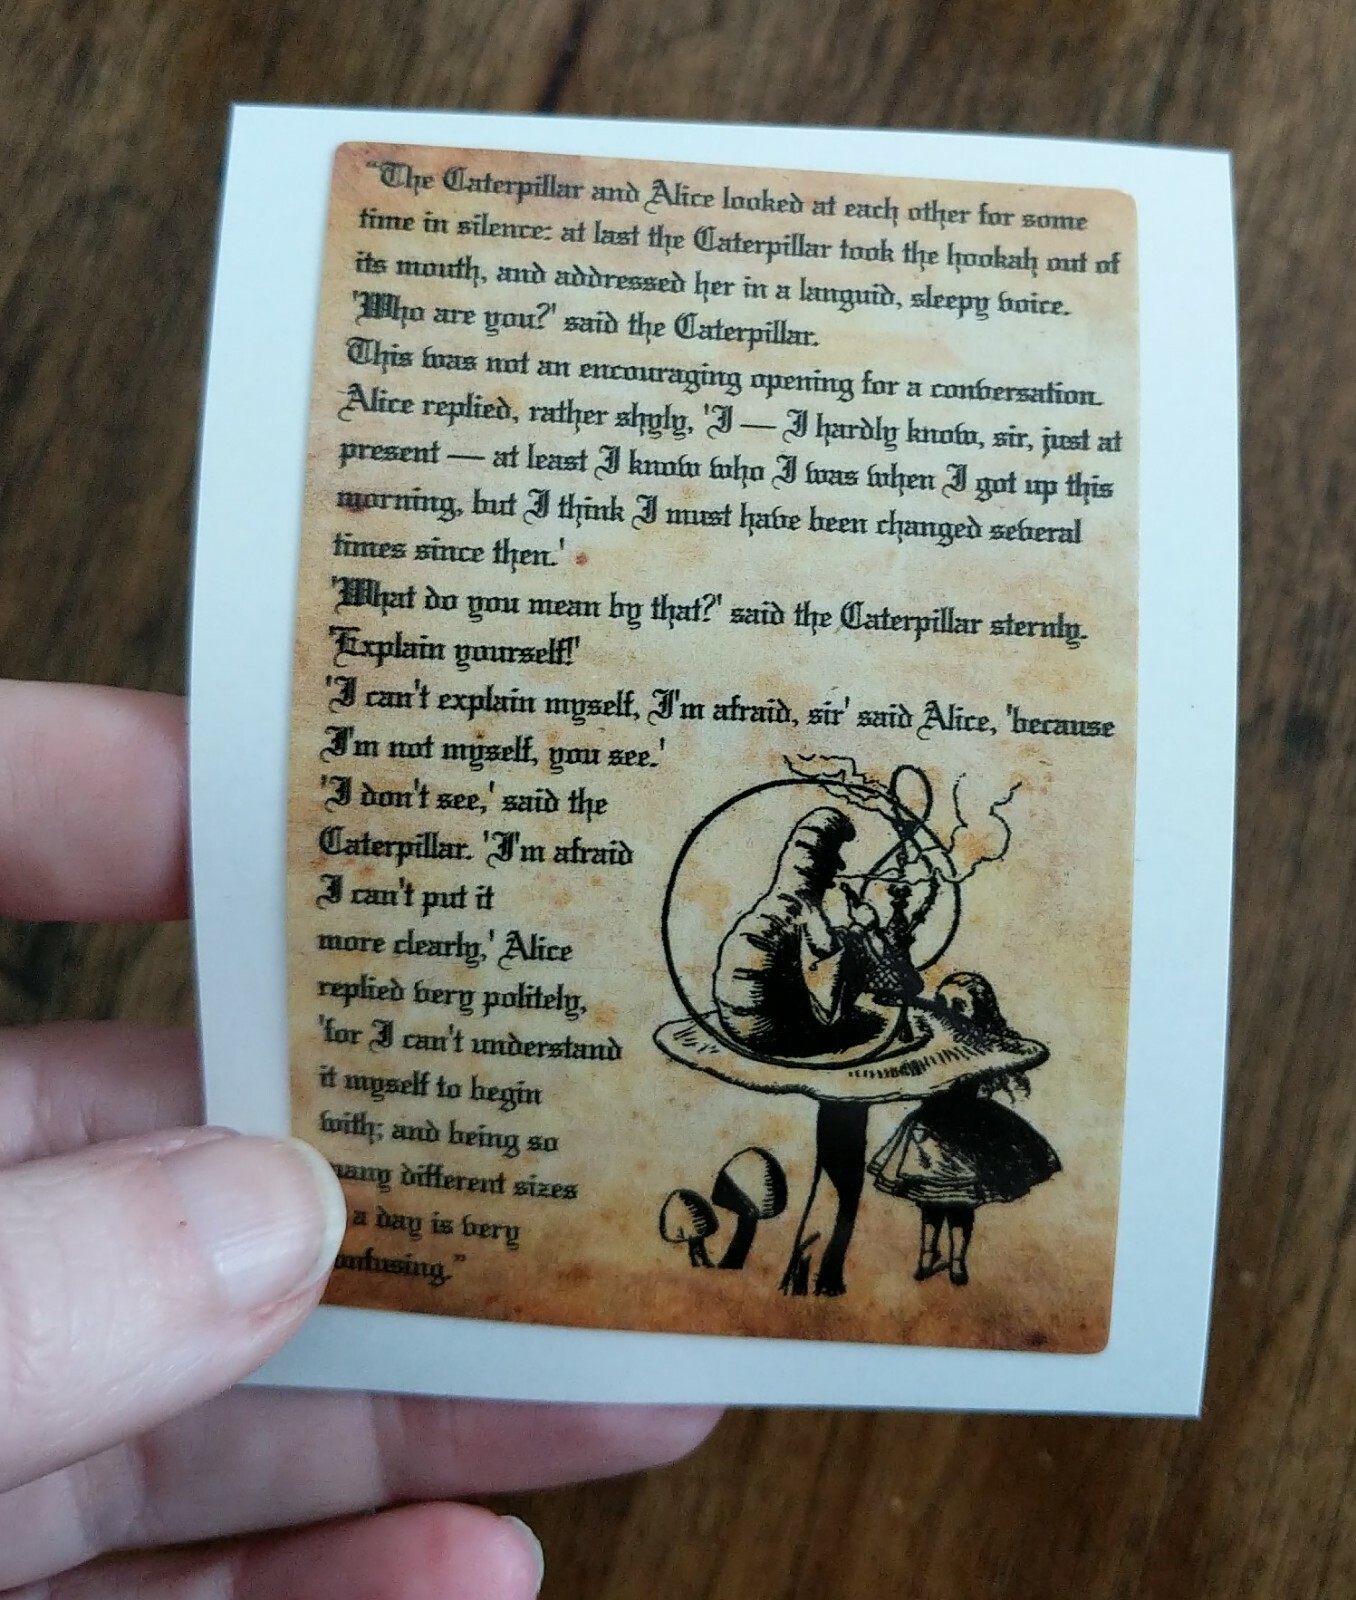 “The Caterpillar and Alice looked at each other for some
time in silence: at last the Caterpillar took the hookah out of
its mouth, and addressed her in a languid, sleepy voice.
'Who are you?' said the Caterpillar.
This was not an encouraging opening for a conversation.
Alice replied, rather shyly, 'I — I hardly know, sir, just at
present — at least I know who I was when I got up this
morning, but I think I must have been changed several
times since then.'
'What do you mean by that?' said the Caterpillar sternly.
'Explain yourself!'
'I can't explain myself, I'm afraid, sir' said Alice, 'because
I'm not myself, you see.'
'I don't see,' said the
Caterpillar. 'I'm afraid
I can't put it
more clearly,' Alice
replied very politely,
'for I can't understand
it myself to begin
with; and being so
many different sizes
a day is very
confusing.”